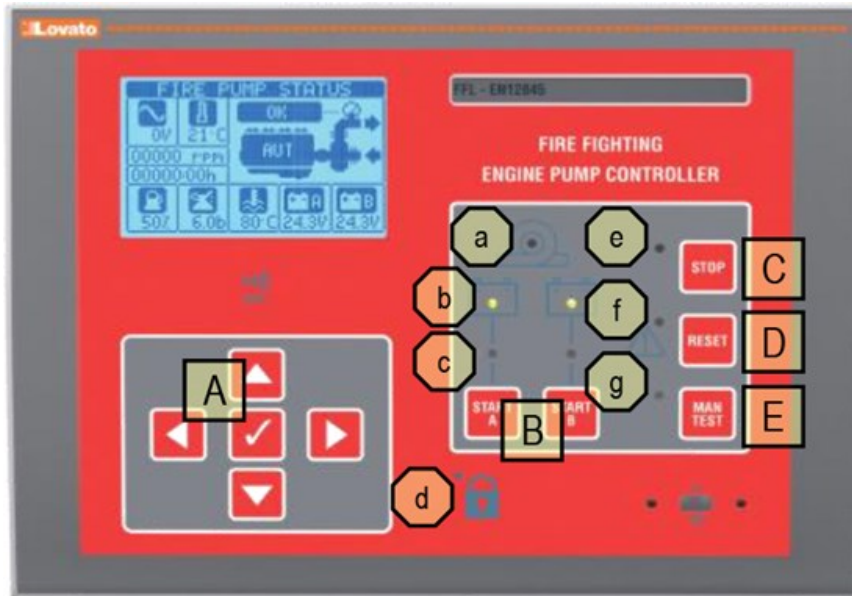 Lovato
FIRE PUMP STATUS
OK
0V
21°C
AUT
00000 rpm
00000:00h
A
B
50%
6.0b
80°C
24.3V
24.3V
FFL - EN12845
FIRE FIGHTING
ENGINE PUMP CONTROLLER
a
e
STOP
C
b
f
RESET
D
c
g
START
A
START
B
B
MAN
TEST
E
A
d